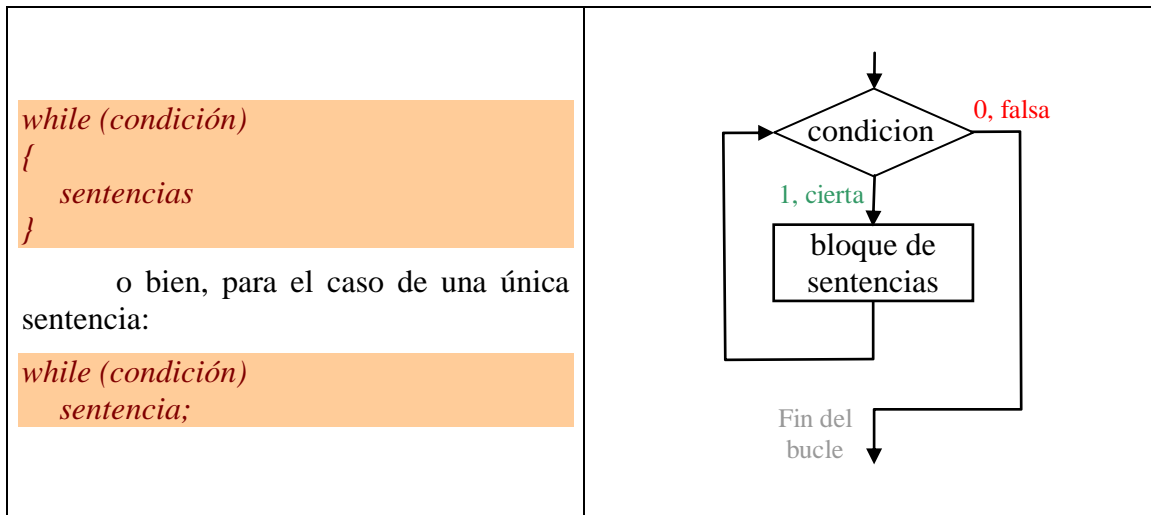 while (condición)
{
sentencias
}
o bien, para el caso de una única
sentencia:
while (condición)
sentencia;
condicion
0, falsa
1, cierta
bloque de
sentencias
Fin del
bucle